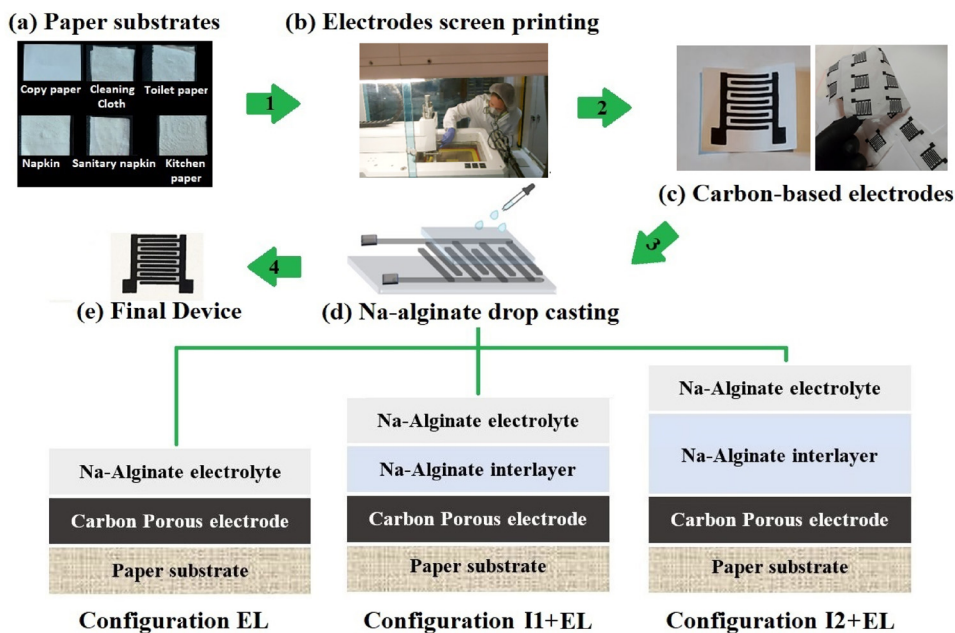 (a) Paper substrates
(b) Electrodes screen printing
Copy paper
Cleaning
Cloth
Toilet paper
Napkin
Sanitary napkin
Kitchen
paper
1
2
(c) Carbon-based electrodes
3
4
(e) Final Device
(d) Na-alginate drop casting
Na-Alginate electrolyte
Carbon Porous electrode
Paper substrate
Configuration EL
Na-Alginate electrolyte
Na-Alginate interlayer
Carbon Porous electrode
Paper substrate
Configuration I1+EL
Na-Alginate electrolyte
Na-Alginate interlayer
Carbon Porous electrode
Paper substrate
Configuration I2+EL